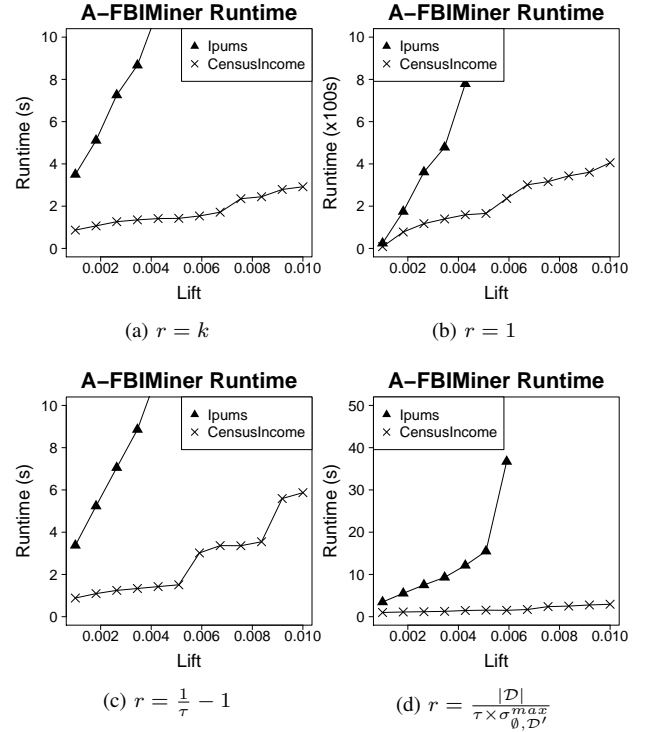 A−FBIMiner Runtime
Runtime (s)
10
8
6
4
2
0
Ipums
CensusIncome
0.002 0.004 0.006 0.008 0.010
Lift
(a) r = k
A−FBIMiner Runtime
Runtime (x100s)
10
8
6
4
2
0
Ipums
CensusIncome
0.002 0.004 0.006 0.008 0.010
Lift
(b) r = 1
A−FBIMiner Runtime
Runtime (s)
10
8
6
4
2
0
Ipums
CensusIncome
0.002 0.004 0.006 0.008 0.010
Lift
(c) r = 1/τ − 1
A−FBIMiner Runtime
Runtime (s)
50
40
30
20
10
0
Ipums
CensusIncome
0.002 0.004 0.006 0.008 0.010
Lift
(d) r = |𝒟| / τ×σ^max_∅,𝒟′